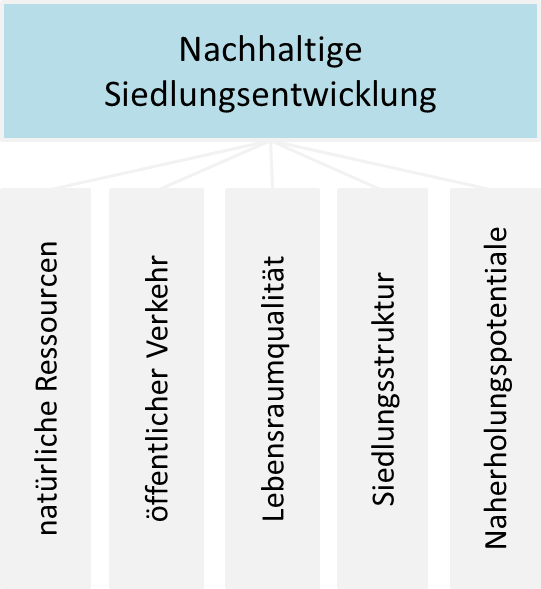 Nachhaltige
Siedlungsentwicklung
natürliche Ressourcen
öffentlicher Verkehr
Lebensraumqualität
Siedlungsstruktur
Naherholungspotentiale